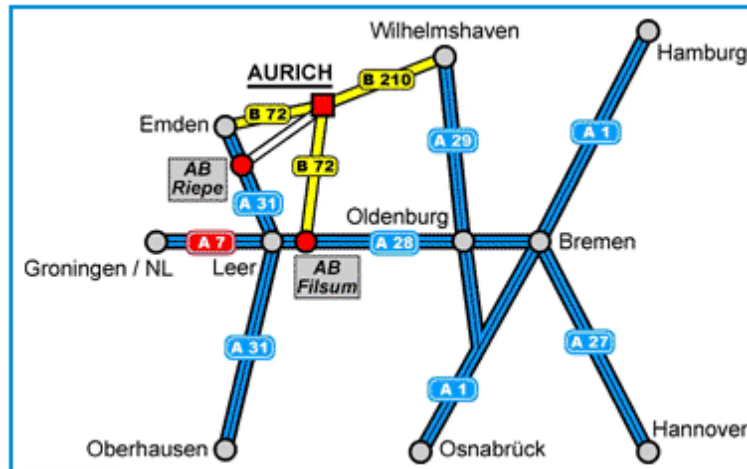 Wilhelmshaven
Hamburg
AURICH
B 210
B 72
Emden
A 1
A 29
AB
Riepe
B 72
A 31
Oldenburg
A 7
A 28
Bremen
Groningen / NL
Leer
AB
Filsum
A 31
A 27
A 1
Hannover
Oberhausen
Osnabrück